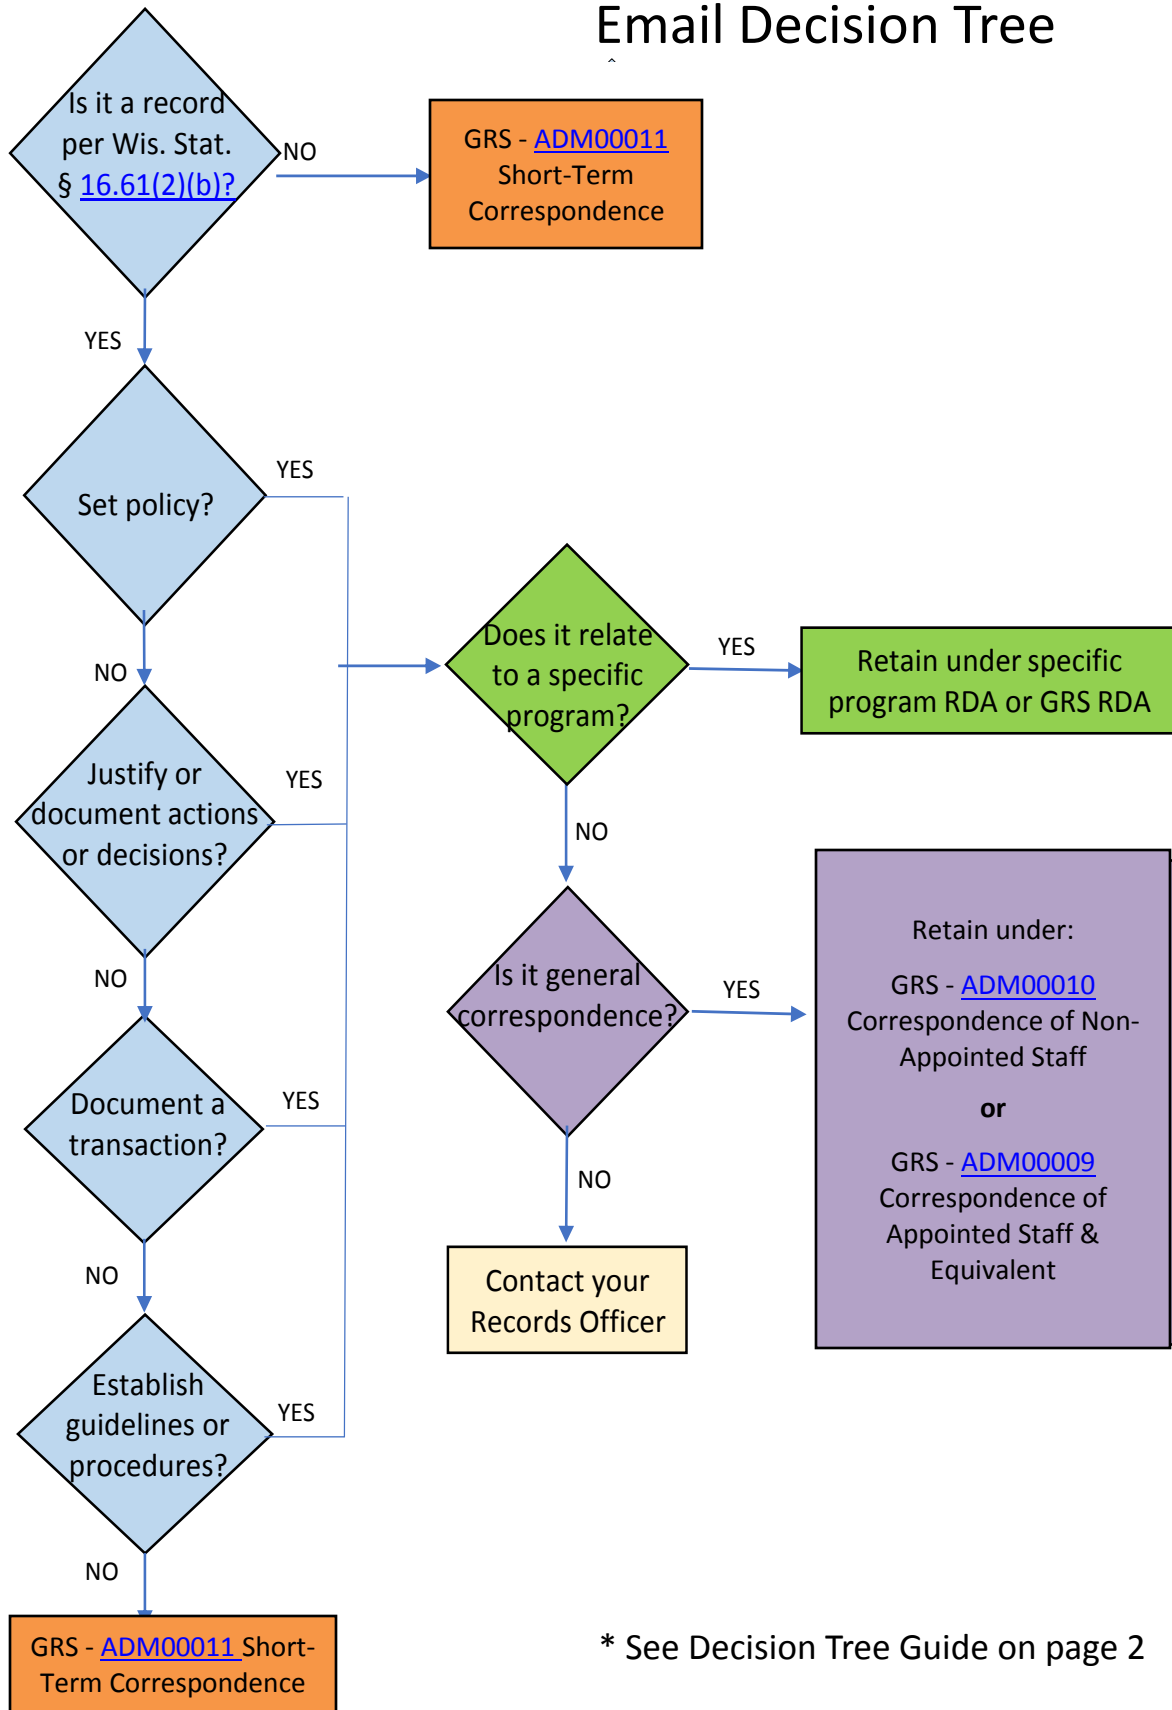 Email Decision Tree
^
Is it a record
per Wis. Stat.
§ 16.61(2)(b)?
NO
GRS - ADM00011
Short-Term
Correspondence
YES
Set policy?
YES
NO
Does it relate
to a specific
program?
YES
Retain under specific
program RDA or GRS RDA
Justify or
document actions
or decisions?
YES
NO
NO
Is it general
correspondence?
YES
Retain under:
GRS - ADM00010
Correspondence of Non-
Appointed Staff
or
GRS - ADM00009
Correspondence of
Appointed Staff &
Equivalent
Document a
transaction?
YES
NO
NO
Contact your
Records Officer
Establish
guidelines or
procedures?
YES
NO
GRS - ADM00011 Short-
Term Correspondence
* See Decision Tree Guide on page 2